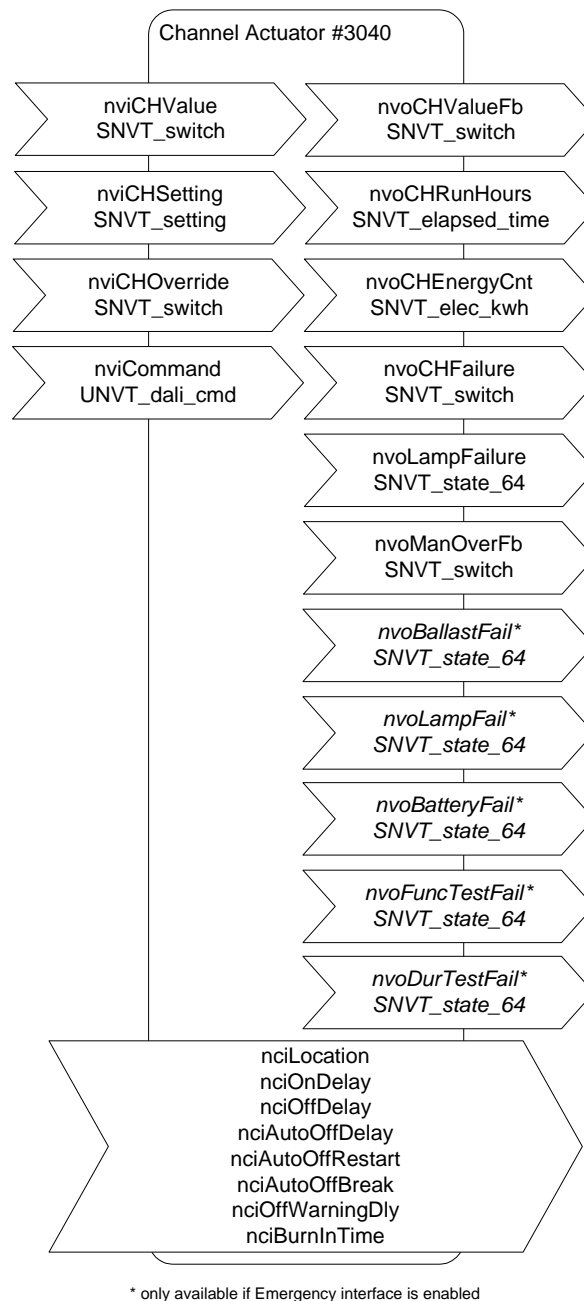 Channel Actuator #3040
nviCHValue
SNVT_switch
nvoCHValueFb
SNVT_switch
nviCHSetting
SNVT_setting
nvoCHRunHours
SNVT_elapsed_time
nviCHOverride
SNVT_switch
nvoCHEnergyCnt
SNVT_elec_kwh
nviCommand
UNVT_dali_cmd
nvoCHFailure
SNVT_switch
nvoLampFailure
SNVT_state_64
nvoManOverFb
SNVT_switch
nvoBallastFail*
SNVT_state_64
nvoLampFail*
SNVT_state_64
nvoBatteryFail*
SNVT_state_64
nvoFuncTestFail*
SNVT_state_64
nvoDurTestFail*
SNVT_state_64
nciLocation
nciOnDelay
nciOffDelay
nciAutoOffDelay
nciAutoOffRestart
nciAutoOffBreak
nciOffWarningDly
nciBurnInTime
* only available if Emergency interface is enabled